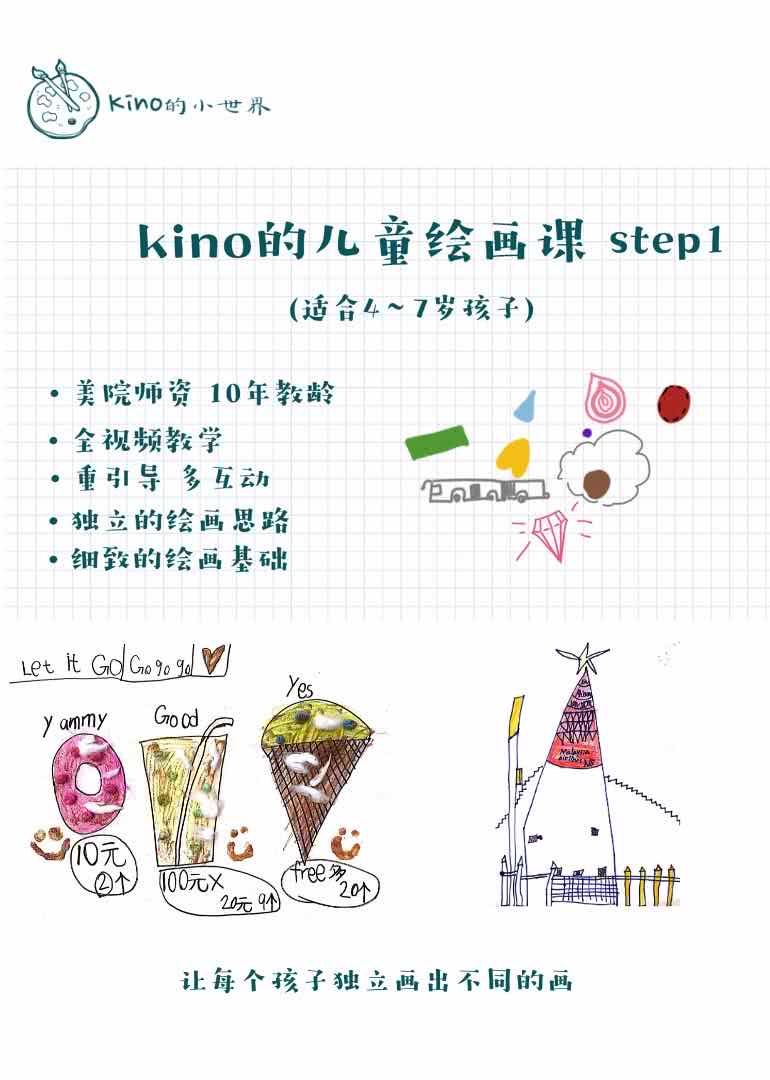 kino的小世界
kino的儿童绘画课 step1
(适合4~7岁孩子)
• 美院师资 10年教龄
• 全视频教学
• 重引导 多互动
• 独立的绘画思路
• 细致的绘画基础
Let it GO Go go go
Yammy
Good
Yes
10元
②个
100元X
20元 9个
free
20个
Malaysia
airlines
让每个孩子独立画出不同的画